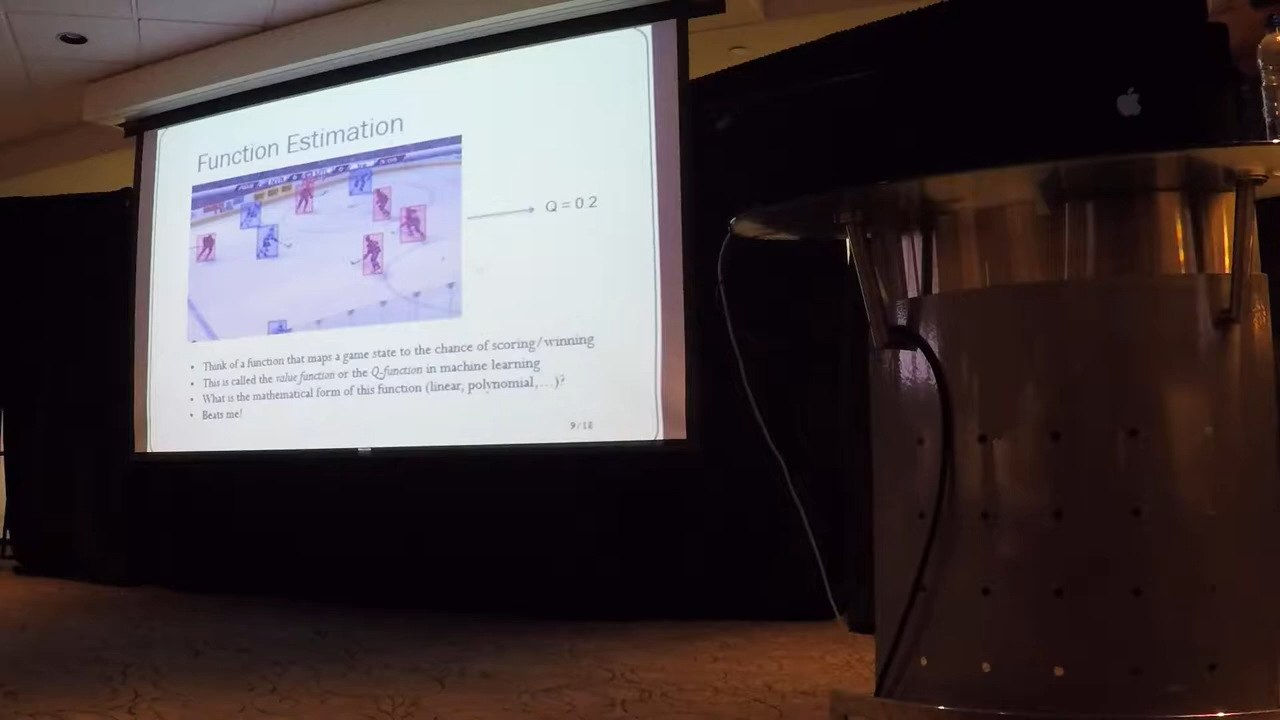 Function Estimation
Q = 0.2
• Think of a function that maps a game state to the chance of scoring/winning
• This is called the value function or the Q-function in machine learning
• What is the mathematical form of this function (linear, polynomial,…)?
• Beats me!
9/18